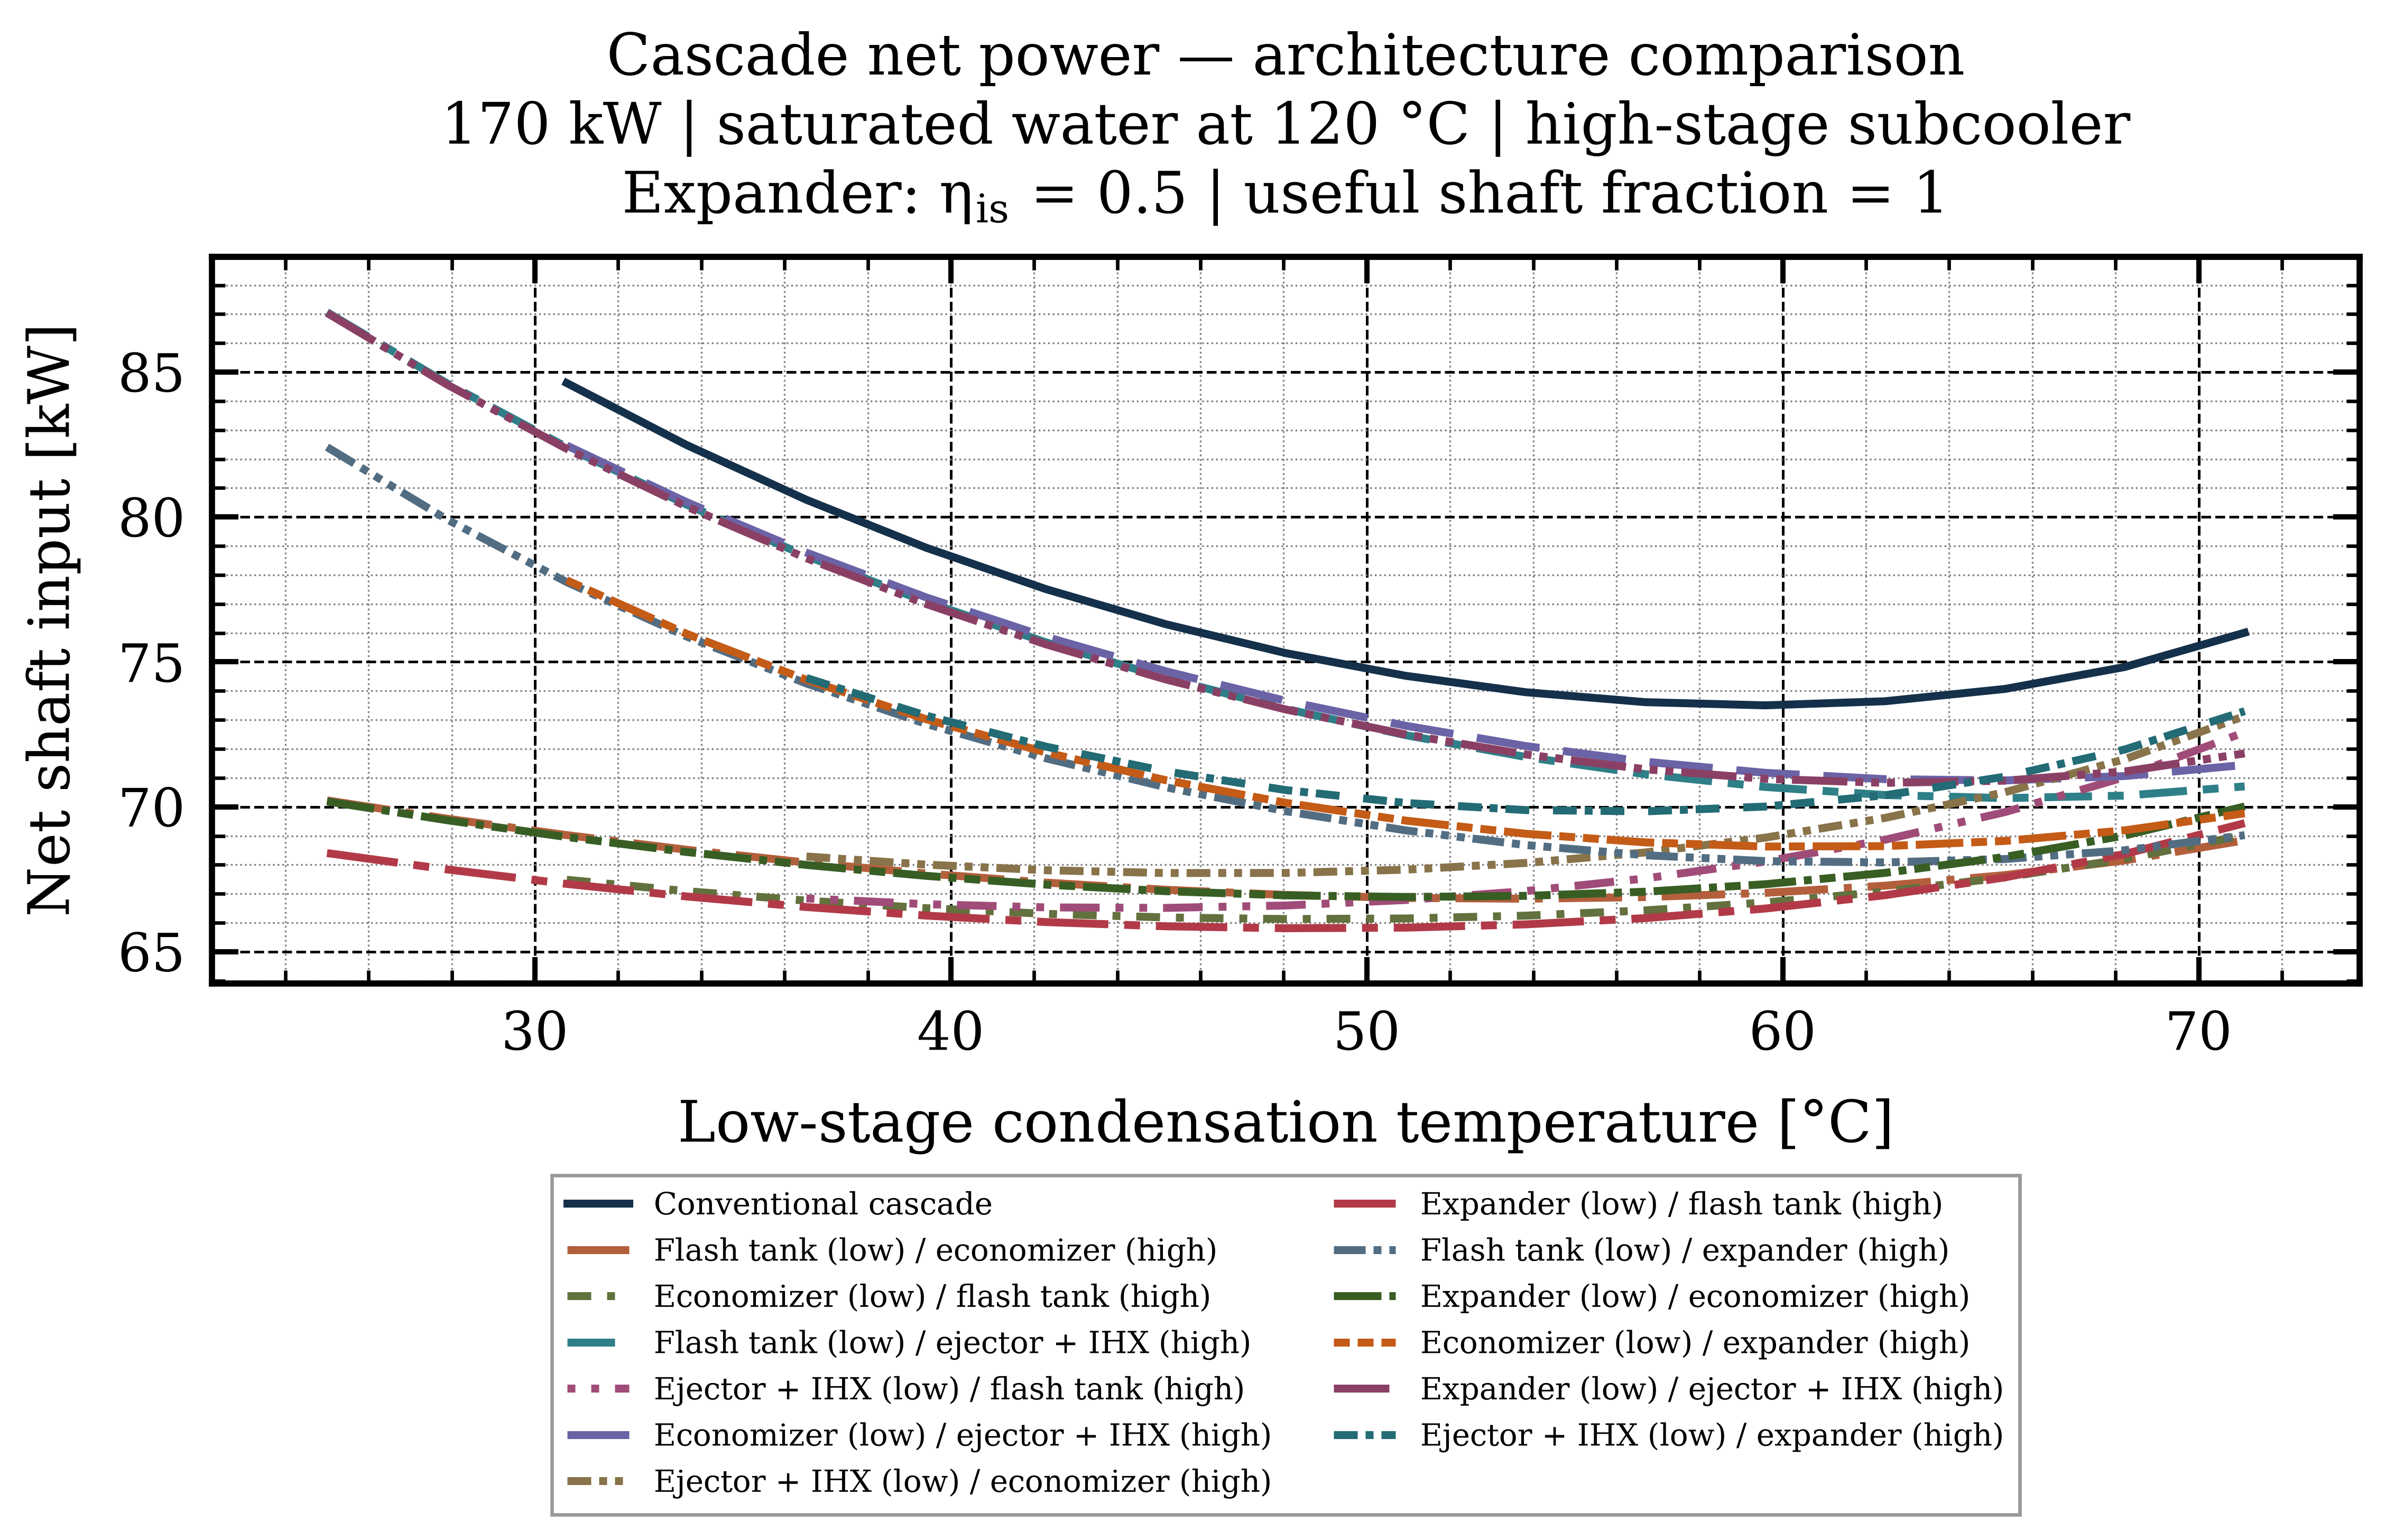 Cascade net power — architecture comparison
170 kW | saturated water at 120 °C | high-stage subcooler
Expander: ηis = 0.5 | useful shaft fraction = 1
Net shaft input [kW]
85
80
75
70
65
30 40 50 60 70
Low-stage condensation temperature [°C]
Conventional cascade
Flash tank (low) / economizer (high)
Economizer (low) / flash tank (high)
Flash tank (low) / ejector + IHX (high)
Ejector + IHX (low) / flash tank (high)
Economizer (low) / ejector + IHX (high)
Ejector + IHX (low) / economizer (high)
Expander (low) / flash tank (high)
Flash tank (low) / expander (high)
Expander (low) / economizer (high)
Economizer (low) / expander (high)
Expander (low) / ejector + IHX (high)
Ejector + IHX (low) / expander (high)